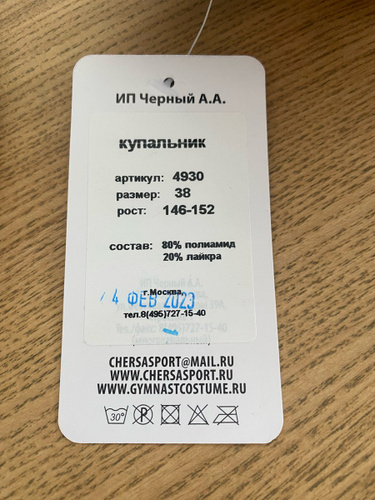 ИП Черный А.А.
купальник
артикул: 4930
размер: 38
рост: 146-152
состав: 80% полиамид
20% лайкра
г.Москва
4 ФЕВ 2023
тел.8(495)727-15-40
CHERSASPORT@MAIL.RU
WWW.CHERSASPORT.RU
WWW.GYMNASTCOSTUME.RU
30° P